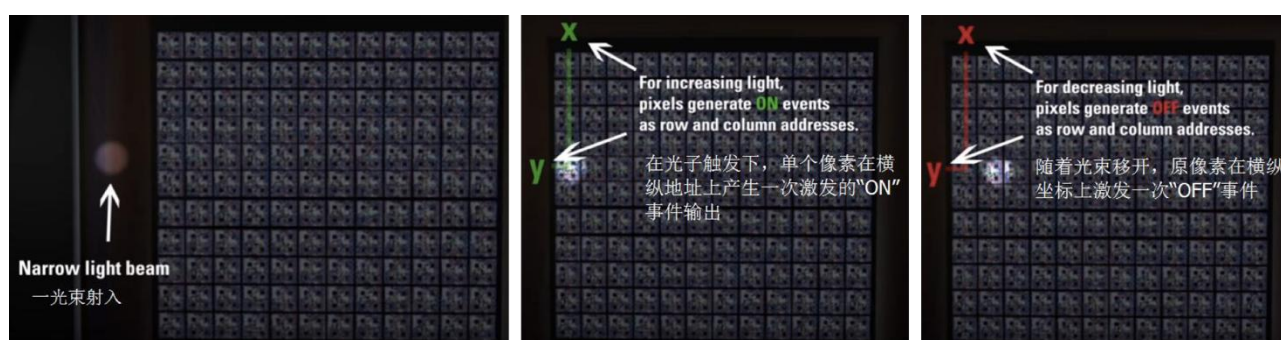 Narrow light beam
一光束射入
x
y
For increasing light,
pixels generate ON events
as row and column addresses.
在光子触发下，单个像素在横
纵地址上产生一次激发的“ON”
事件输出
x
y
For decreasing light,
pixels generate OFF events
as row and column addresses.
随着光束移开，原像素在横纵
坐标上激发一次“OFF”事件